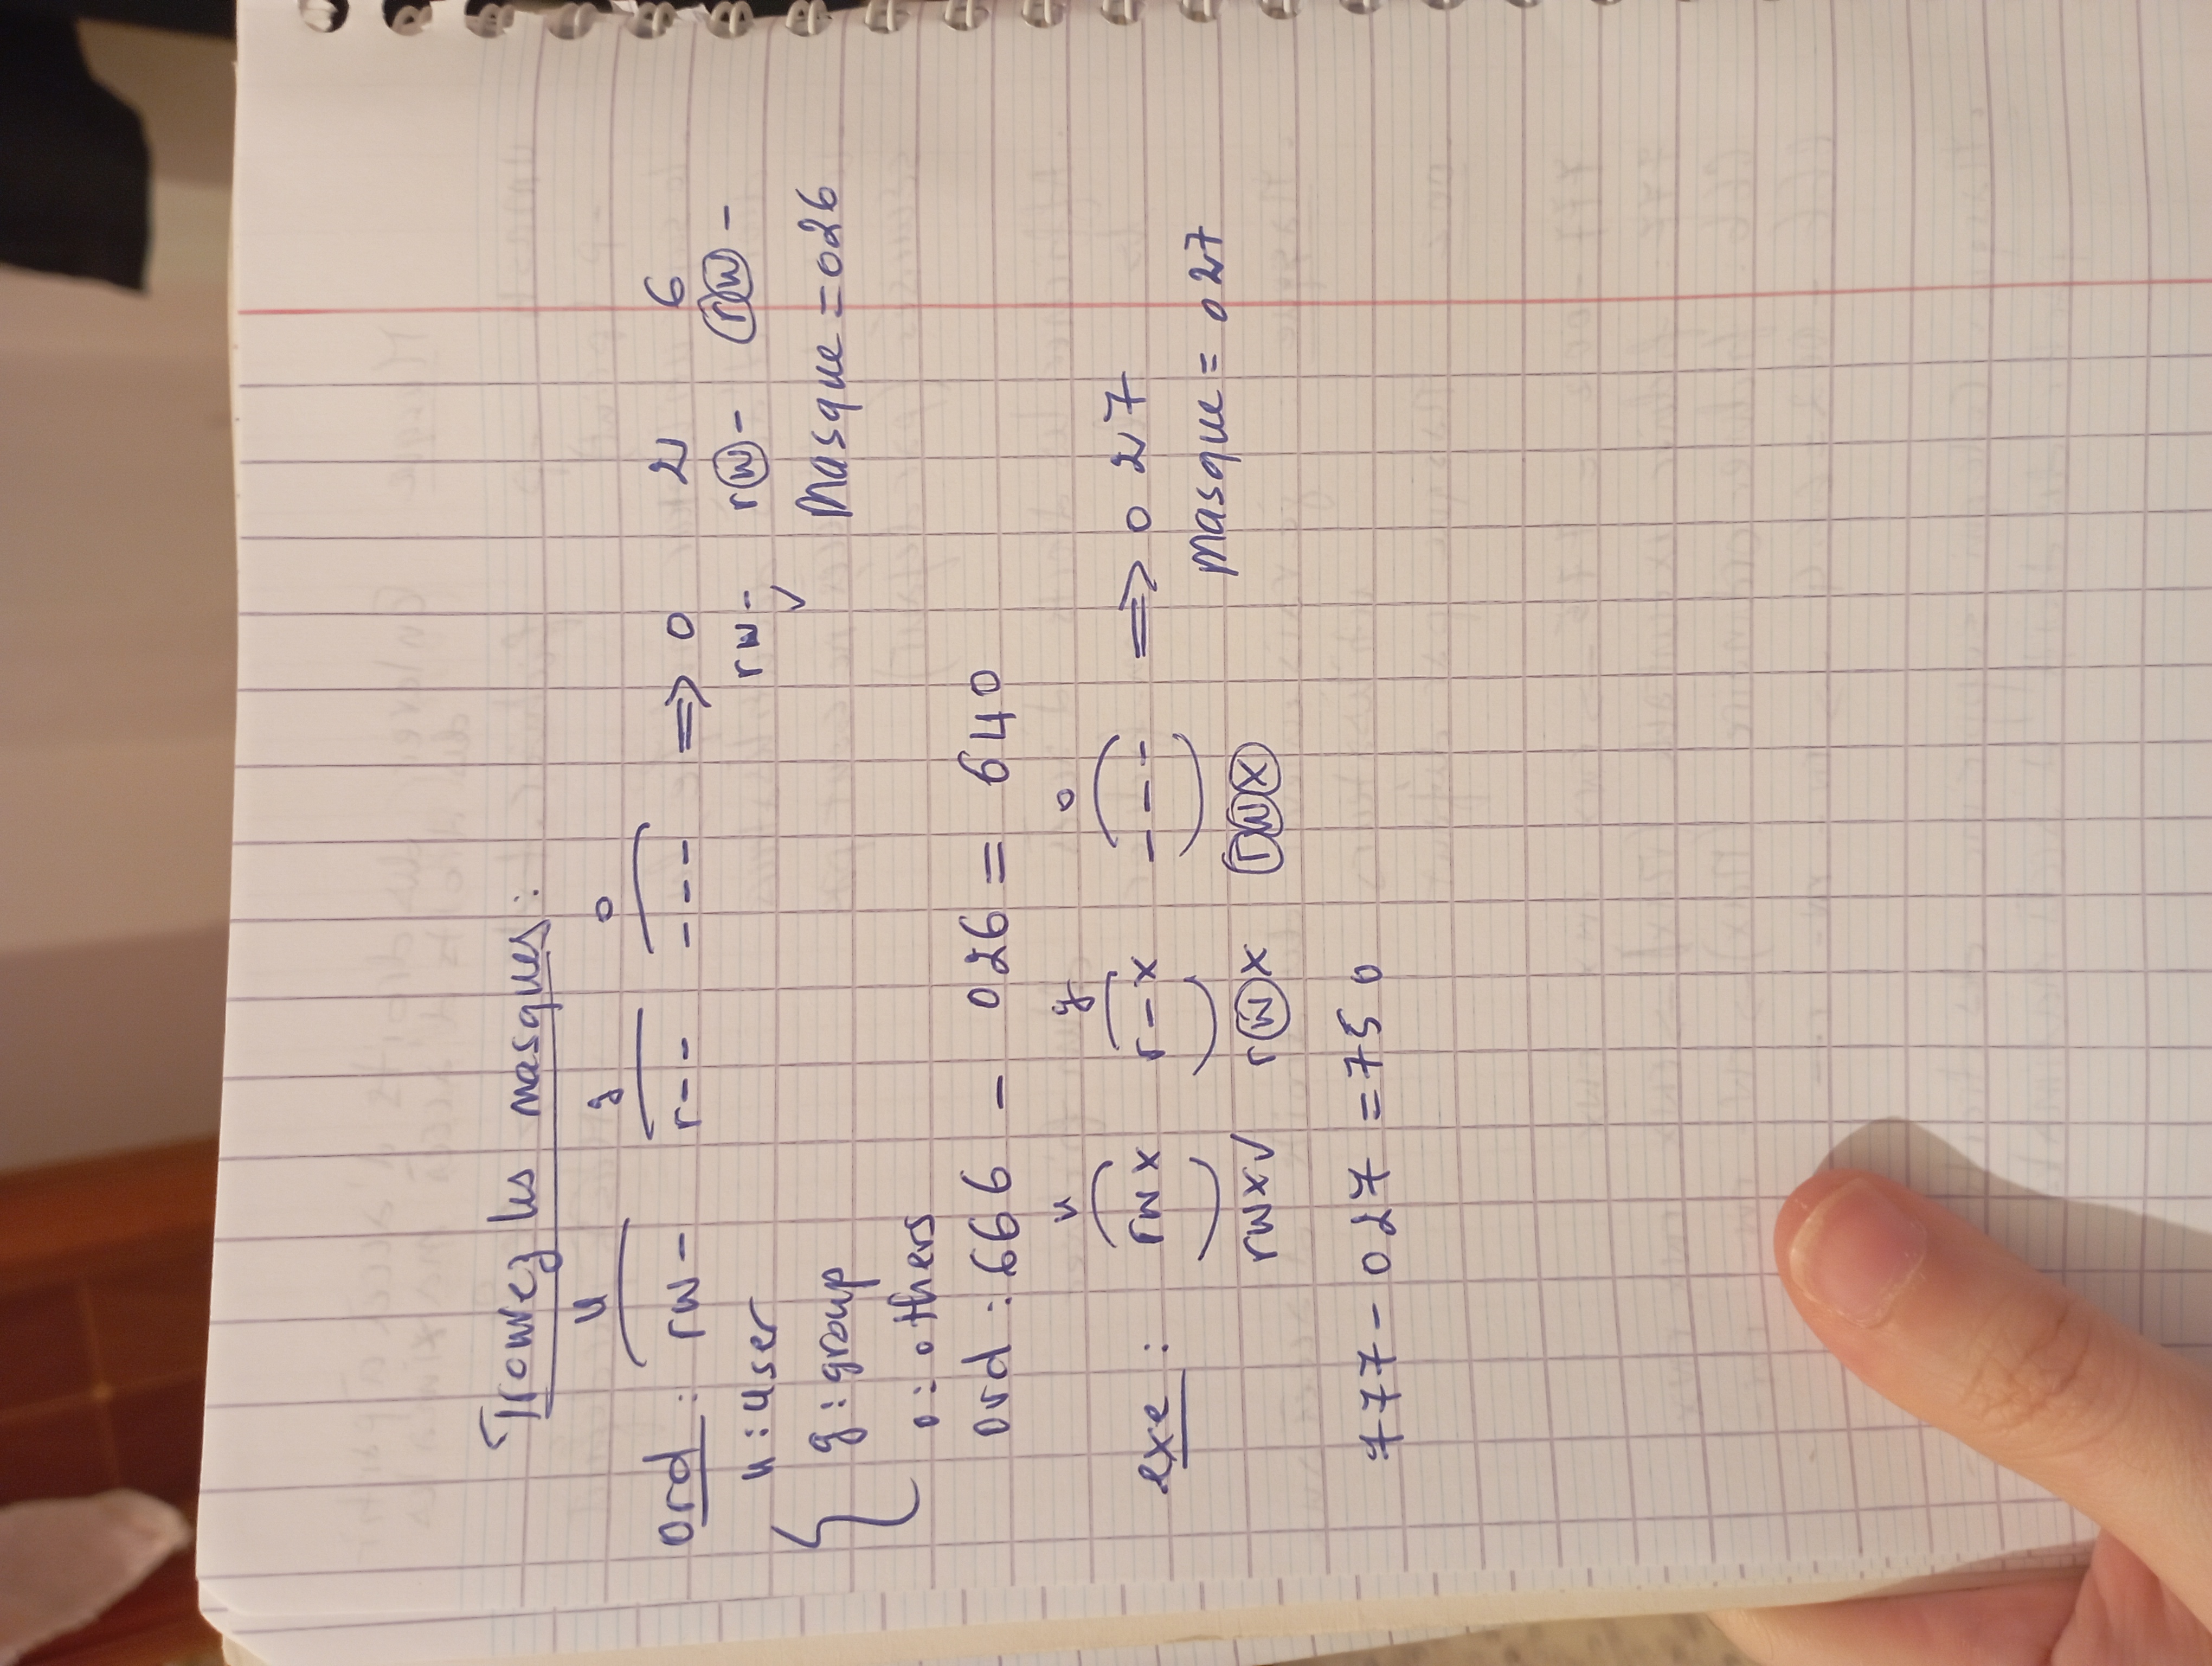 Trouvez les masques :
u g o
ord : rw- r-- --- => 0 2 6
u : user rw- r w - r w -
g : group Masque = 026
o : others
ord : 666 - 026 = 640
u g o
exe : rwx r-x --- => 0 2 7
masque = 027
rwx✓ r w x r w x
777 - 027 = 750